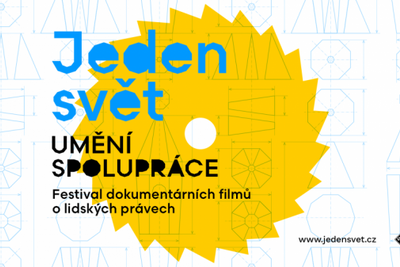 Jeden
svět
UMĚNÍ
SPOLUPRÁCE
Festival dokumentárních filmů
o lidských právech
www.jedensvet.cz